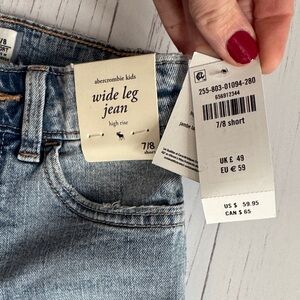 7/8
abercrombie kids
wide leg
jean
high rise
7/8
short
255-803-01094-280
656912344
7/8 short
UK £ 49
EU € 59
US $ 59.95
CAN $ 65